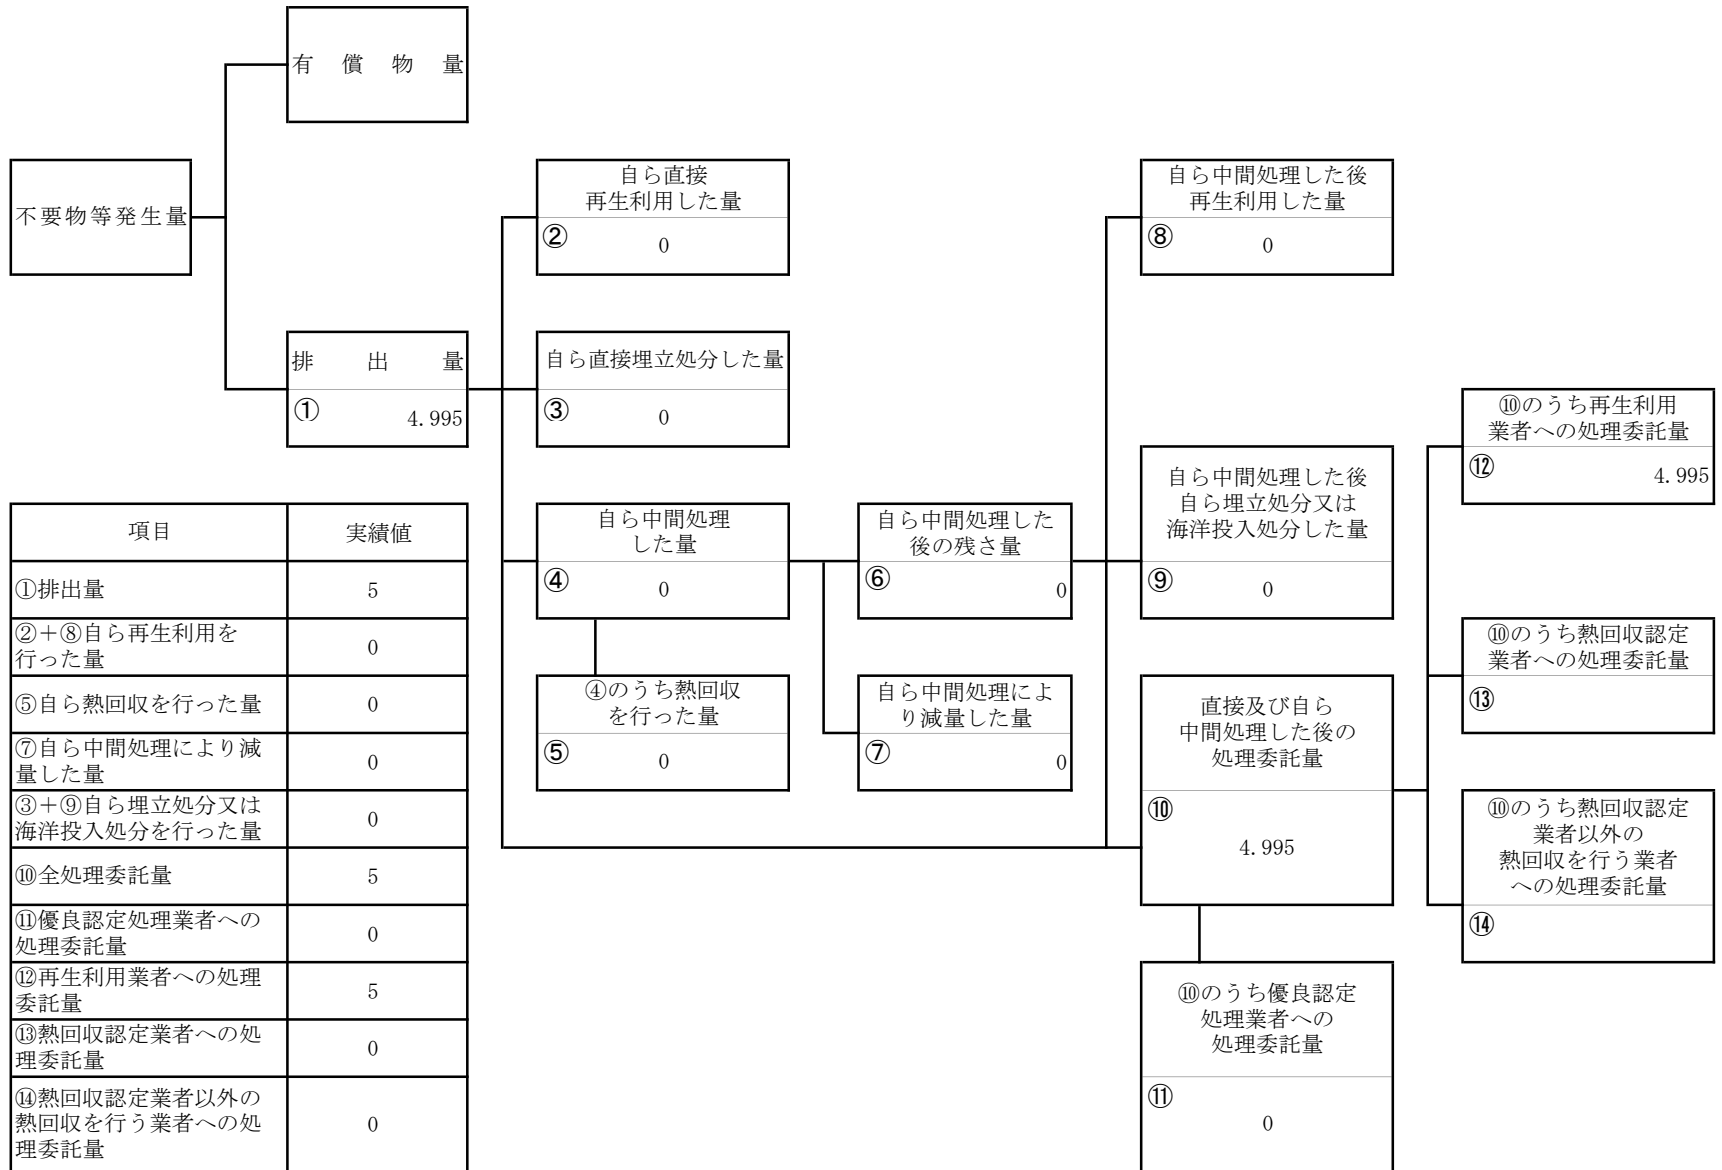 有償物量
不要物等発生量
排出量
① 4.995
自ら直接
再生利用した量
② 0
自ら直接埋立処分した量
③ 0
自ら中間処理
した量
④ 0
④のうち熱回収
を行った量
⑤ 0
自ら中間処理した
後の残さ量
⑥ 0
自ら中間処理によ
り減量した量
⑦ 0
自ら中間処理した後
再生利用した量
⑧ 0
自ら中間処理した後
自ら埋立処分又は
海洋投入処分した量
⑨ 0
直接及び自ら
中間処理した後の
処理委託量
⑩
4.995
⑩のうち優良認定
処理業者への
処理委託量
⑪
0
⑩のうち再生利用
業者への処理委託量
⑫ 4.995
⑩のうち熱回収認定
業者への処理委託量
⑬
⑩のうち熱回収認定
業者以外の
熱回収を行う業者
への処理委託量
⑭
項目 実績値
①排出量 5
②＋⑧自ら再生利用を
行った量 0
⑤自ら熱回収を行った量 0
⑦自ら中間処理により減
量した量 0
③＋⑨自ら埋立処分又は
海洋投入処分を行った量 0
⑩全処理委託量 5
⑪優良認定処理業者への
処理委託量 0
⑫再生利用業者への処理
委託量 5
⑬熱回収認定業者への処
理委託量 0
⑭熱回収認定業者以外の
熱回収を行う業者への処
理委託量 0